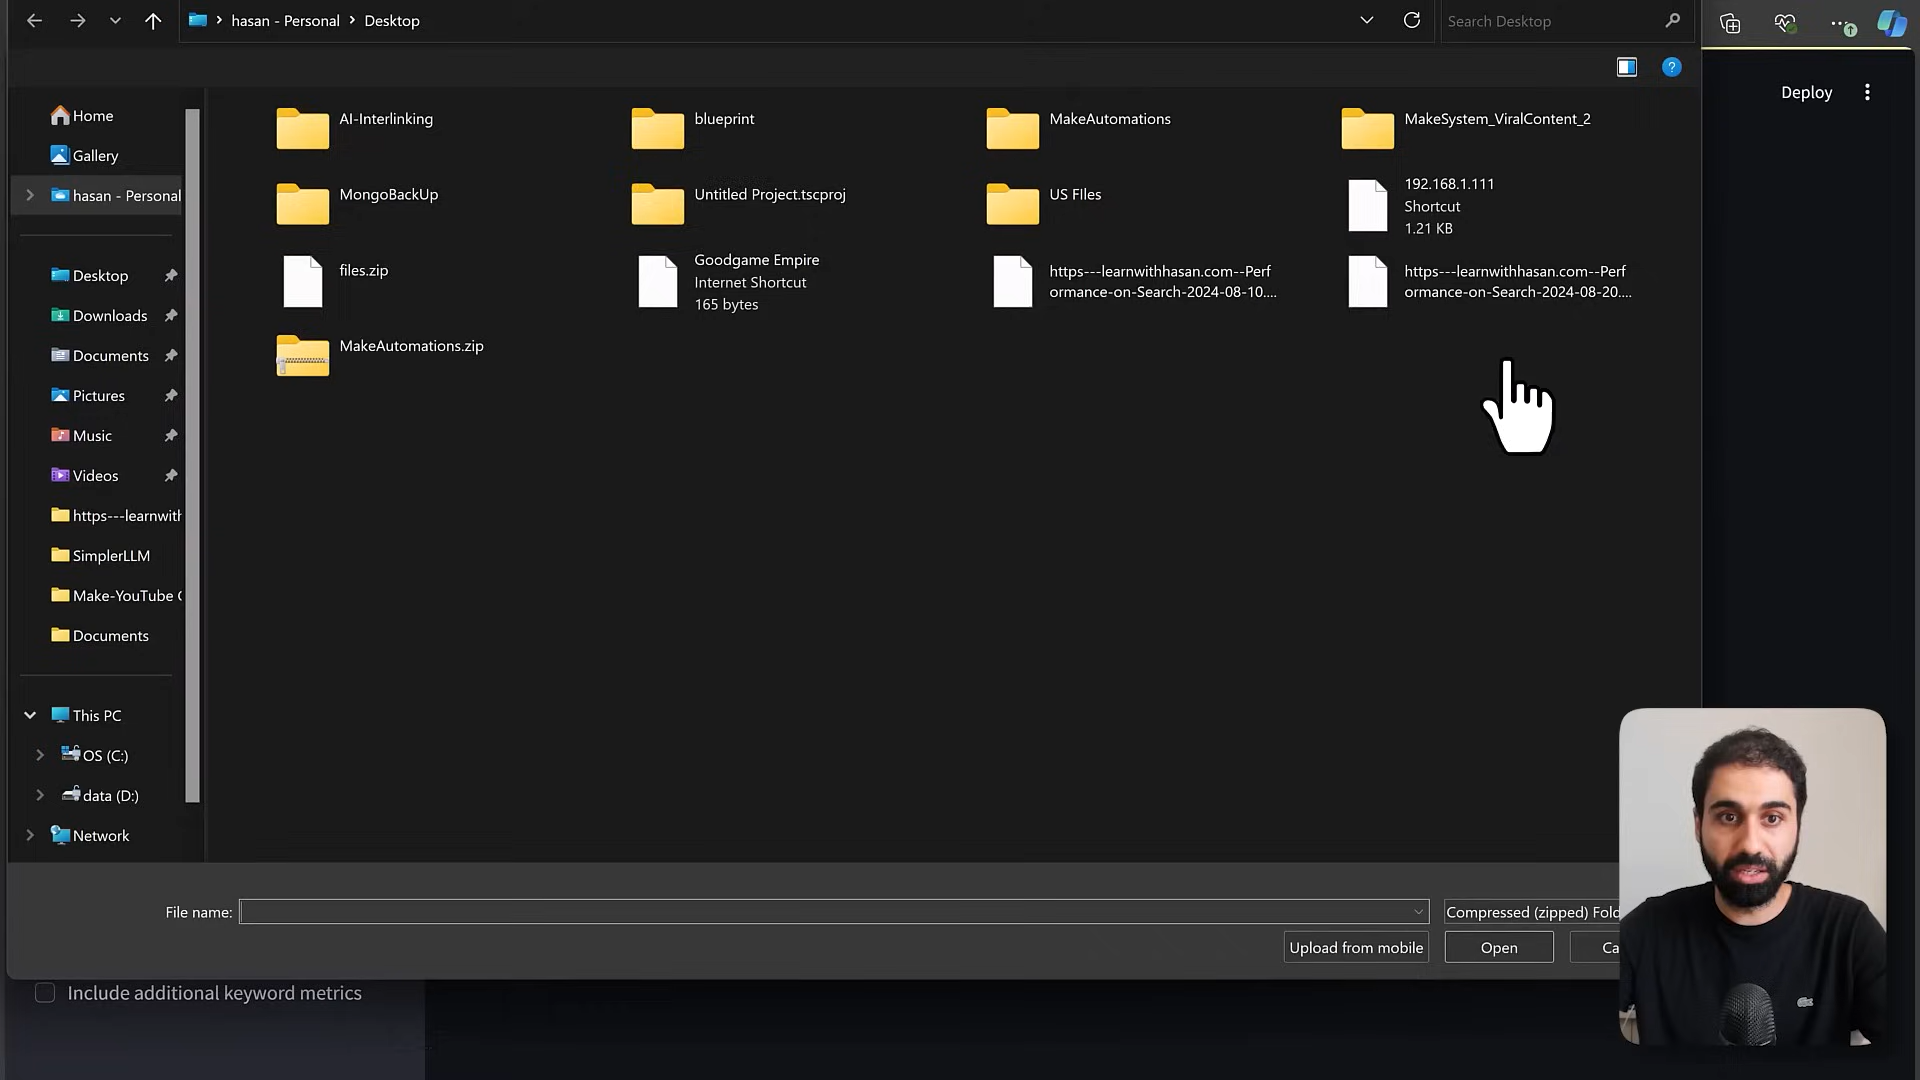 hasan - Personal
Desktop
Search Desktop
?
Deploy
Home
Gallery
hasan - Personal
Desktop
Downloads
Documents
Pictures
Music
Videos
https---learnwith
SimplerLLM
Make-YouTube
Documents
This PC
OS (C:)
data (D:)
Network
AI-Interlinking
blueprint
MakeAutomations
MakeSystem_ViralContent_2
MongoBackUp
Untitled Project.tscproj
US FIles
192.168.1.111
Shortcut
1.21 KB
files.zip
Goodgame Empire
Internet Shortcut
165 bytes
https---learnwithhasan.com--Perf
ormance-on-Search-2024-08-10....
https---learnwithhasan.com--Perf
ormance-on-Search-2024-08-20....
MakeAutomations.zip
File name:
Compressed (zipped) Fold
Upload from mobile
Open
Ca
Include additional keyword metrics